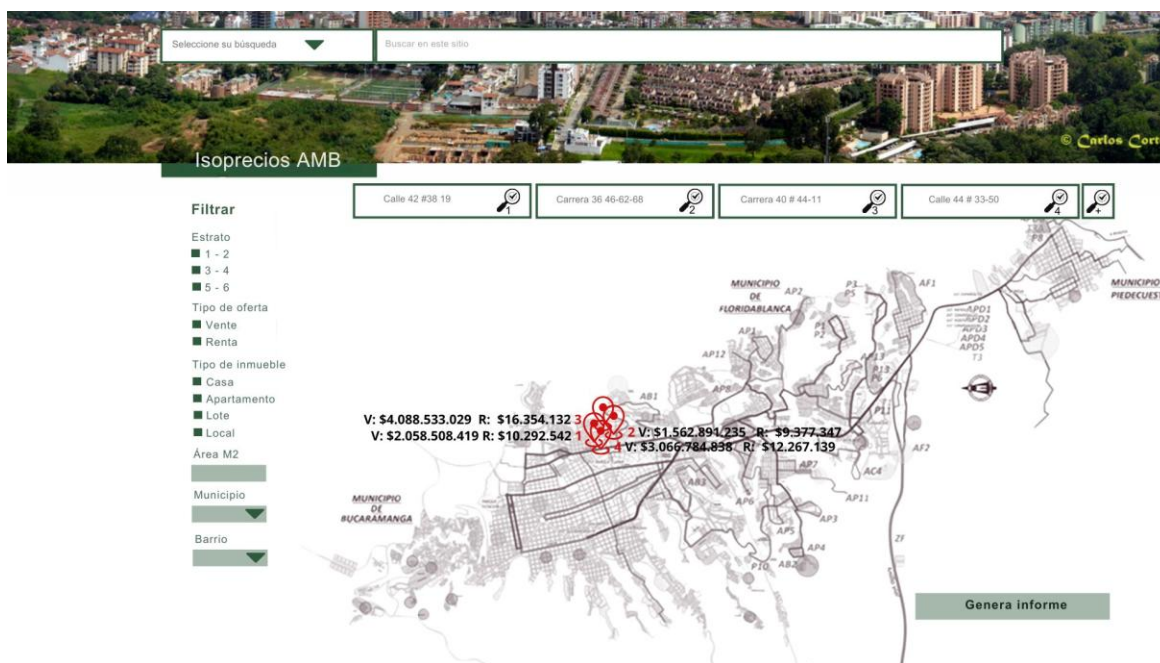 Seleccione su búsqueda
Buscar en este sitio
© Carlos Cort
Isoprecios AMB
Calle 42 #38 19
1
Carrera 36 46-62-68
2
Carrera 40 # 44-11
3
Calle 44 # 33-50
4
+
Filtrar
Estrato
1 - 2
3 - 4
5 - 6
Tipo de oferta
Vente
Renta
Tipo de inmueble
Casa
Apartamento
Lote
Local
Área M2
Municipio
Barrio
P8
MUNICIPIO
PIEDECUEST
MUNICIPIO
DE
FLORIDABLANCA
AP2
P3
P5
AF1
AP1
P1
P2
APD1
APD2
APD3
APD4
APD5
T3
AP12
AP13
P13
P6
AP8
AB1
P11
V: $4.088.533.029 R: $16.354.132 3
V: $2.058.508.419 R: $10.292.542 1
2 V: $1.562.891.235 R: $9.377.347
4 V: $3.066.784.838 R: $12.267.139
AF2
AP7
AC4
AB3
AP6
AP11
MUNICIPIO
DE
BUCARAMANGA
AP3
AP5
AP4
P10
AB2
ZF
Genera informe